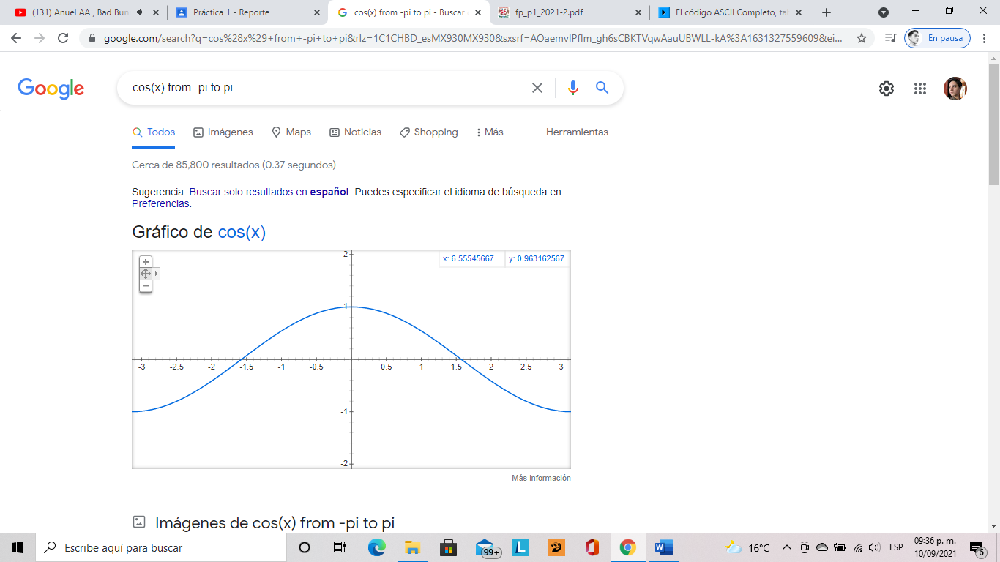 (131) Anuel AA , Bad Bun
Práctica 1 - Reporte
cos(x) from -pi to pi - Buscar
fp_p1_2021-2.pdf
El código ASCII Completo, tal
google.com/search?q=cos%28x%29+from+-pi+to+pi&rlz=1C1CHBD_esMX930MX930&sxsrf=AOaemvIPflm_gh6sCBKTVqwAauUBWLL-kA%3A1631327559609&ei...
En pausa
Google
cos(x) from -pi to pi
Todos
Imágenes
Maps
Noticias
Shopping
Más
Herramientas
Cerca de 85,800 resultados (0.37 segundos)
Sugerencia: Buscar solo resultados en español. Puedes especificar el idioma de búsqueda en
Preferencias.
Gráfico de cos(x)
x: 6.55545667
y: 0.963162567
2
1
-3
-2.5
-2
-1.5
-1
-0.5
0.5
1
1.5
2
2.5
3
-1
-2
Más información
Imágenes de cos(x) from -pi to pi
Escribe aquí para buscar
99+
L
16°C
ESP
09:36 p. m.
10/09/2021
6